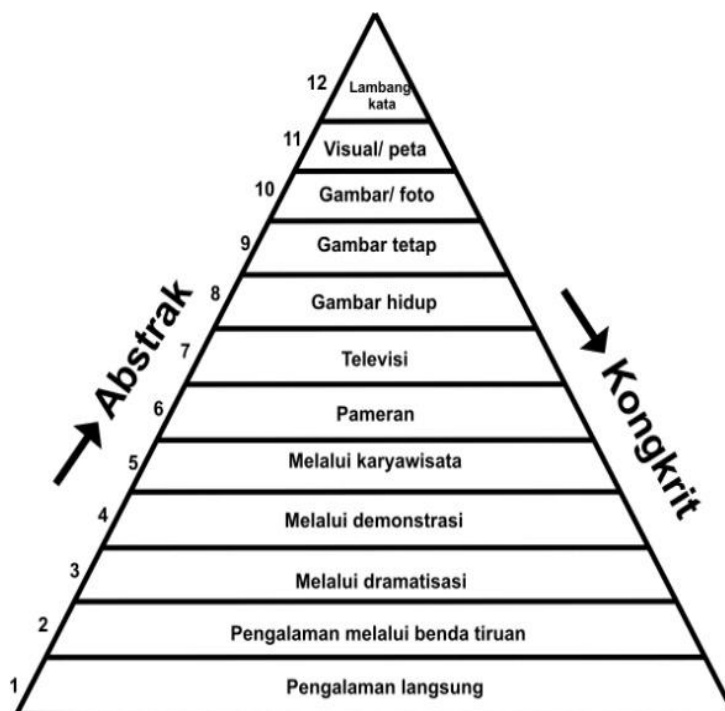 12
Lambang
kata
11
Visual/ peta
10
Gambar/ foto
9
Gambar tetap
8
Gambar hidup
7
Televisi
6
Pameran
5
Melalui karyawisata
4
Melalui demonstrasi
3
Melalui dramatisasi
2
Pengalaman melalui benda tiruan
1
Pengalaman langsung
Abstrak
Kongkrit